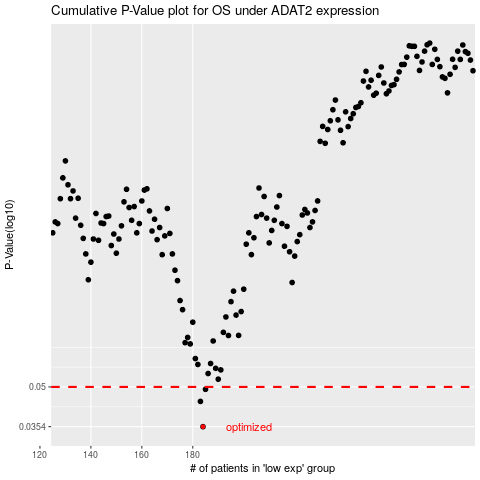 Cumulative P-Value plot for OS under ADAT2 expression
P-Value(log10)
0.05
0.0354
optimized
120 140 160 180
# of patients in 'low exp' group